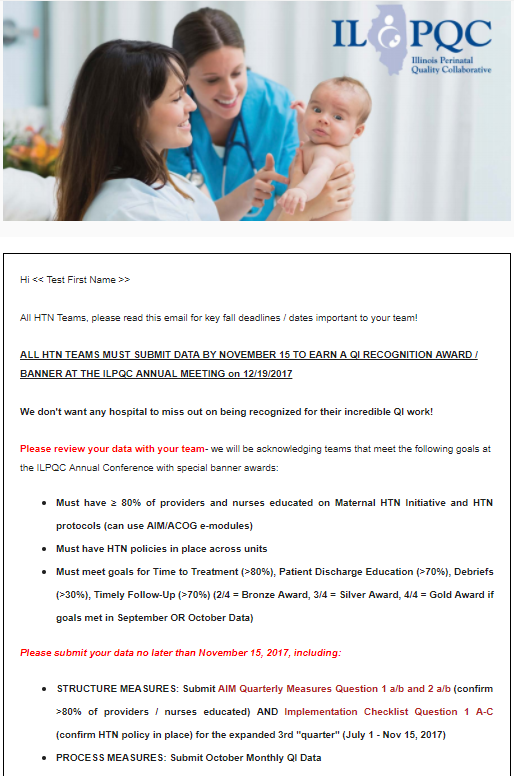 IL PQC
Illinois Perinatal
Quality Collaborative
Hi << Test First Name >>
All HTN Teams, please read this email for key fall deadlines / dates important to your team!
ALL HTN TEAMS MUST SUBMIT DATA BY NOVEMBER 15 TO EARN A QI RECOGNITION AWARD /
BANNER AT THE ILPQC ANNUAL MEETING on 12/19/2017
We don't want any hospital to miss out on being recognized for their incredible QI work!
Please review your data with your team- we will be acknowledging teams that meet the following goals at
the ILPQC Annual Conference with special banner awards:
• Must have ≥ 80% of providers and nurses educated on Maternal HTN Initiative and HTN
protocols (can use AIM/ACOG e-modules)
• Must have HTN policies in place across units
• Must meet goals for Time to Treatment (>80%), Patient Discharge Education (>70%), Debriefs
(>30%), Timely Follow-Up (>70%) (2/4 = Bronze Award, 3/4 = Silver Award, 4/4 = Gold Award if
goals met in September OR October Data)
Please submit your data no later than November 15, 2017, including:
• STRUCTURE MEASURES: Submit AIM Quarterly Measures Question 1 a/b and 2 a/b (confirm
>80% of providers / nurses educated) AND Implementation Checklist Question 1 A-C
(confirm HTN policy in place) for the expanded 3rd "quarter" (July 1 - Nov 15, 2017)
• PROCESS MEASURES: Submit October Monthly QI Data